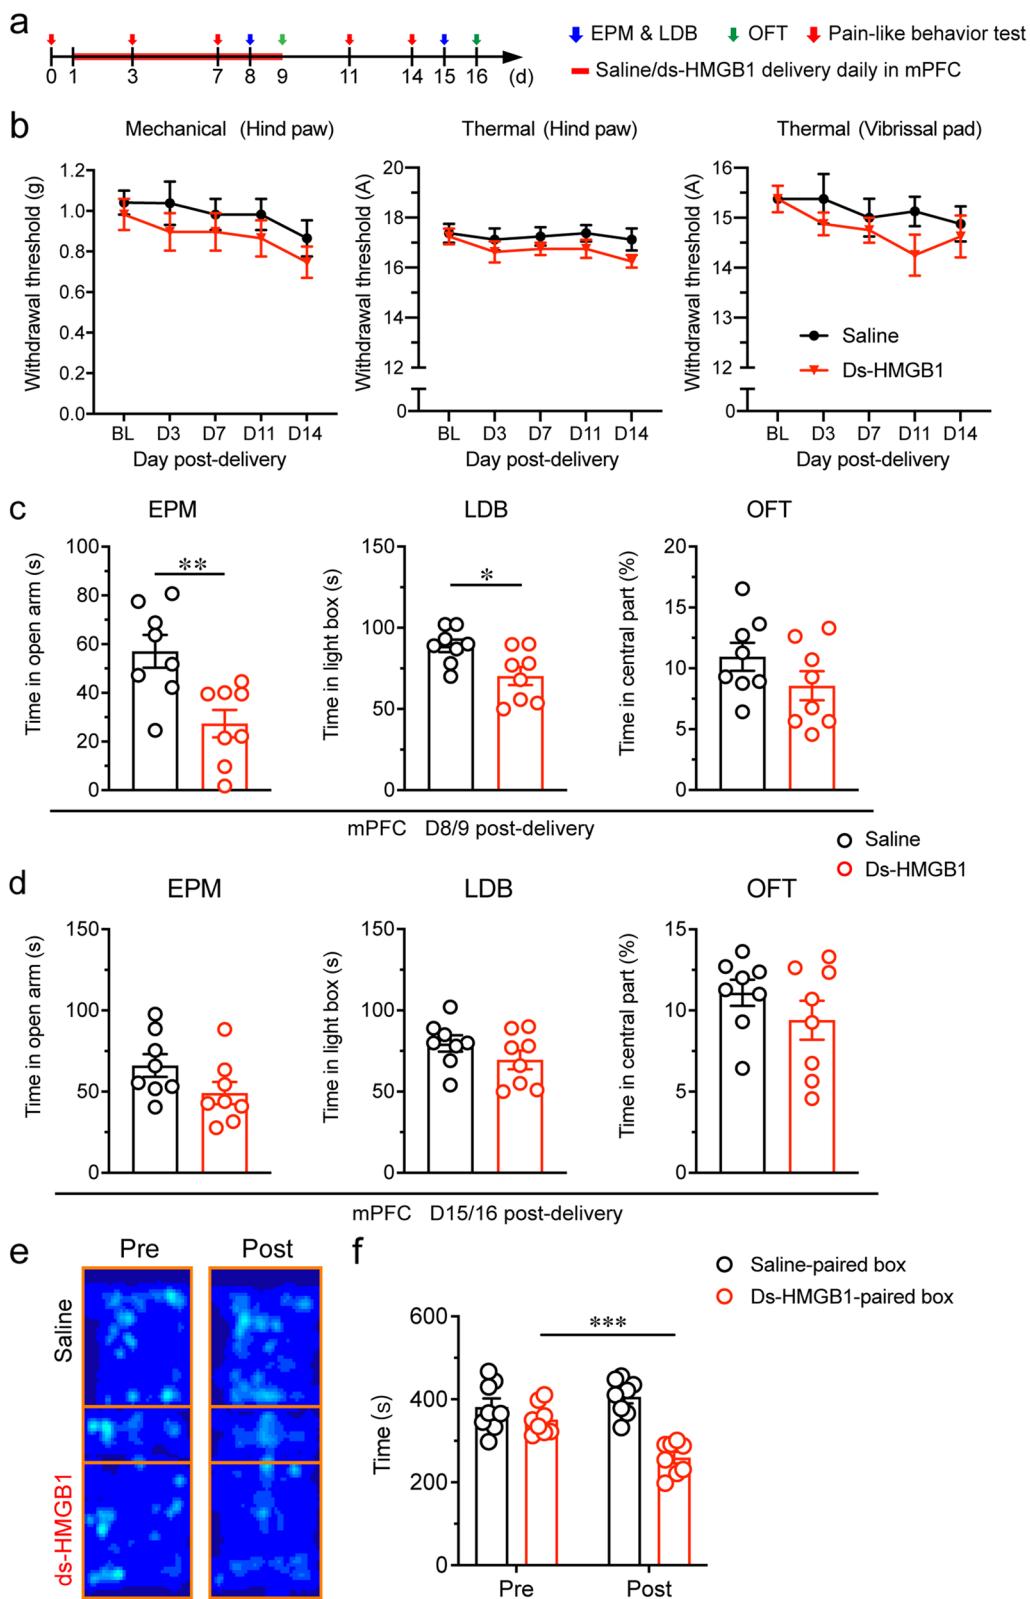 a
EPM & LDB
OFT
Pain-like behavior test
0 1 3 7 8 9 11 14 15 16 (d)
Saline/ds-HMGB1 delivery daily in mPFC
b
Mechanical (Hind paw)
Thermal (Hind paw)
Thermal (Vibrissal pad)
Withdrawal threshold (g)
1.2
1.0
0.8
0.6
0.4
0.2
0.0
BL D3 D7 D11 D14
Day post-delivery
Withdrawal threshold (A)
20
18
16
14
12
0
BL D3 D7 D11 D14
Day post-delivery
Withdrawal threshold (A)
16
15
14
13
12
0
Saline
Ds-HMGB1
BL D3 D7 D11 D14
Day post-delivery
c
EPM
Time in open arm (s)
100
80
60
40
20
0
**
LDB
Time in light box (s)
150
100
50
0
*
OFT
Time in central part (%)
20
15
10
5
0
mPFC D8/9 post-delivery
Saline
Ds-HMGB1
d
EPM
Time in open arm (s)
150
100
50
0
LDB
Time in light box (s)
150
100
50
0
OFT
Time in central part (%)
15
10
5
0
mPFC D15/16 post-delivery
e
Pre
Post
Saline
ds-HMGB1
f
Saline-paired box
Ds-HMGB1-paired box
Time (s)
600
400
200
0
***
Pre
Post